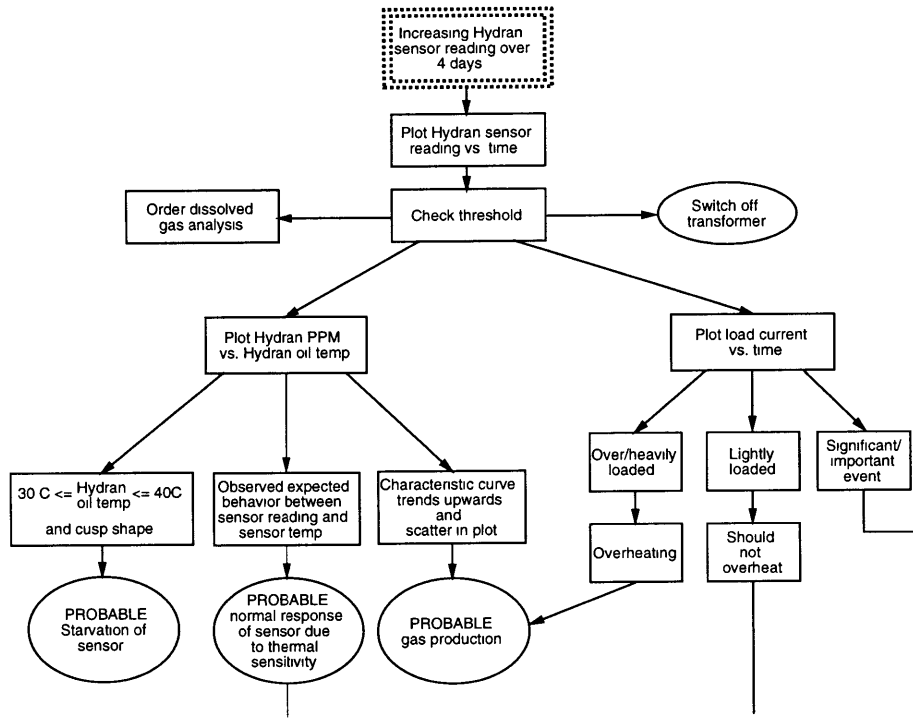 Increasing Hydran
sensor reading over
4 days
Plot Hydran sensor
reading vs time
Order dissolved
gas analysis
Check threshold
Switch off
transformer
Plot Hydran PPM
vs. Hydran oil temp
Plot load current
vs. time
30 C <= Hydran oil temp <= 40C
and cusp shape
Observed expected
behavior between
sensor reading and
sensor temp
Characteristic curve
trends upwards
and
scatter in plot
Over/heavily
loaded
Lightly
loaded
Significant/
important
event
Overheating
Should
not
overheat
PROBABLE
Starvation of
sensor
PROBABLE
normal response
of sensor due
to thermal
sensitivity
PROBABLE
gas production